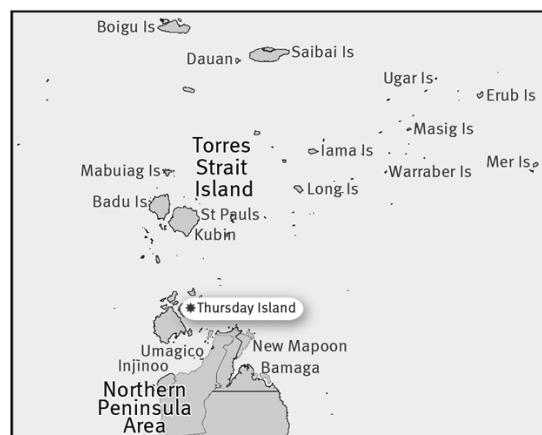 Boigu Is
Dauan
Saibai Is
Ugar Is
Erub Is
Masig Is
Torres
Strait
Island
Iama Is
Mabuiag Is
Warraber Is
Mer Is
Badu Is
Long Is
St Pauls
Kubin
Thursday Island
Umagico
New Mapoon
Injinoo
Bamaga
Northern
Peninsula
Area